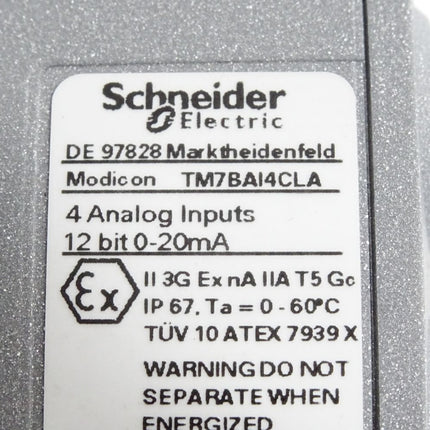 Schneider
Electric
DE 97828 Marktheidenfeld
Modicon TM7BAI4CLA
4 Analog Inputs
12 bit 0-20mA
Ex II 3G Ex nA IIA T5 Gc
IP 67, Ta = 0 - 60°C
TÜV 10 ATEX 7939 X
WARNING DO NOT
SEPARATE WHEN
ENERGIZED